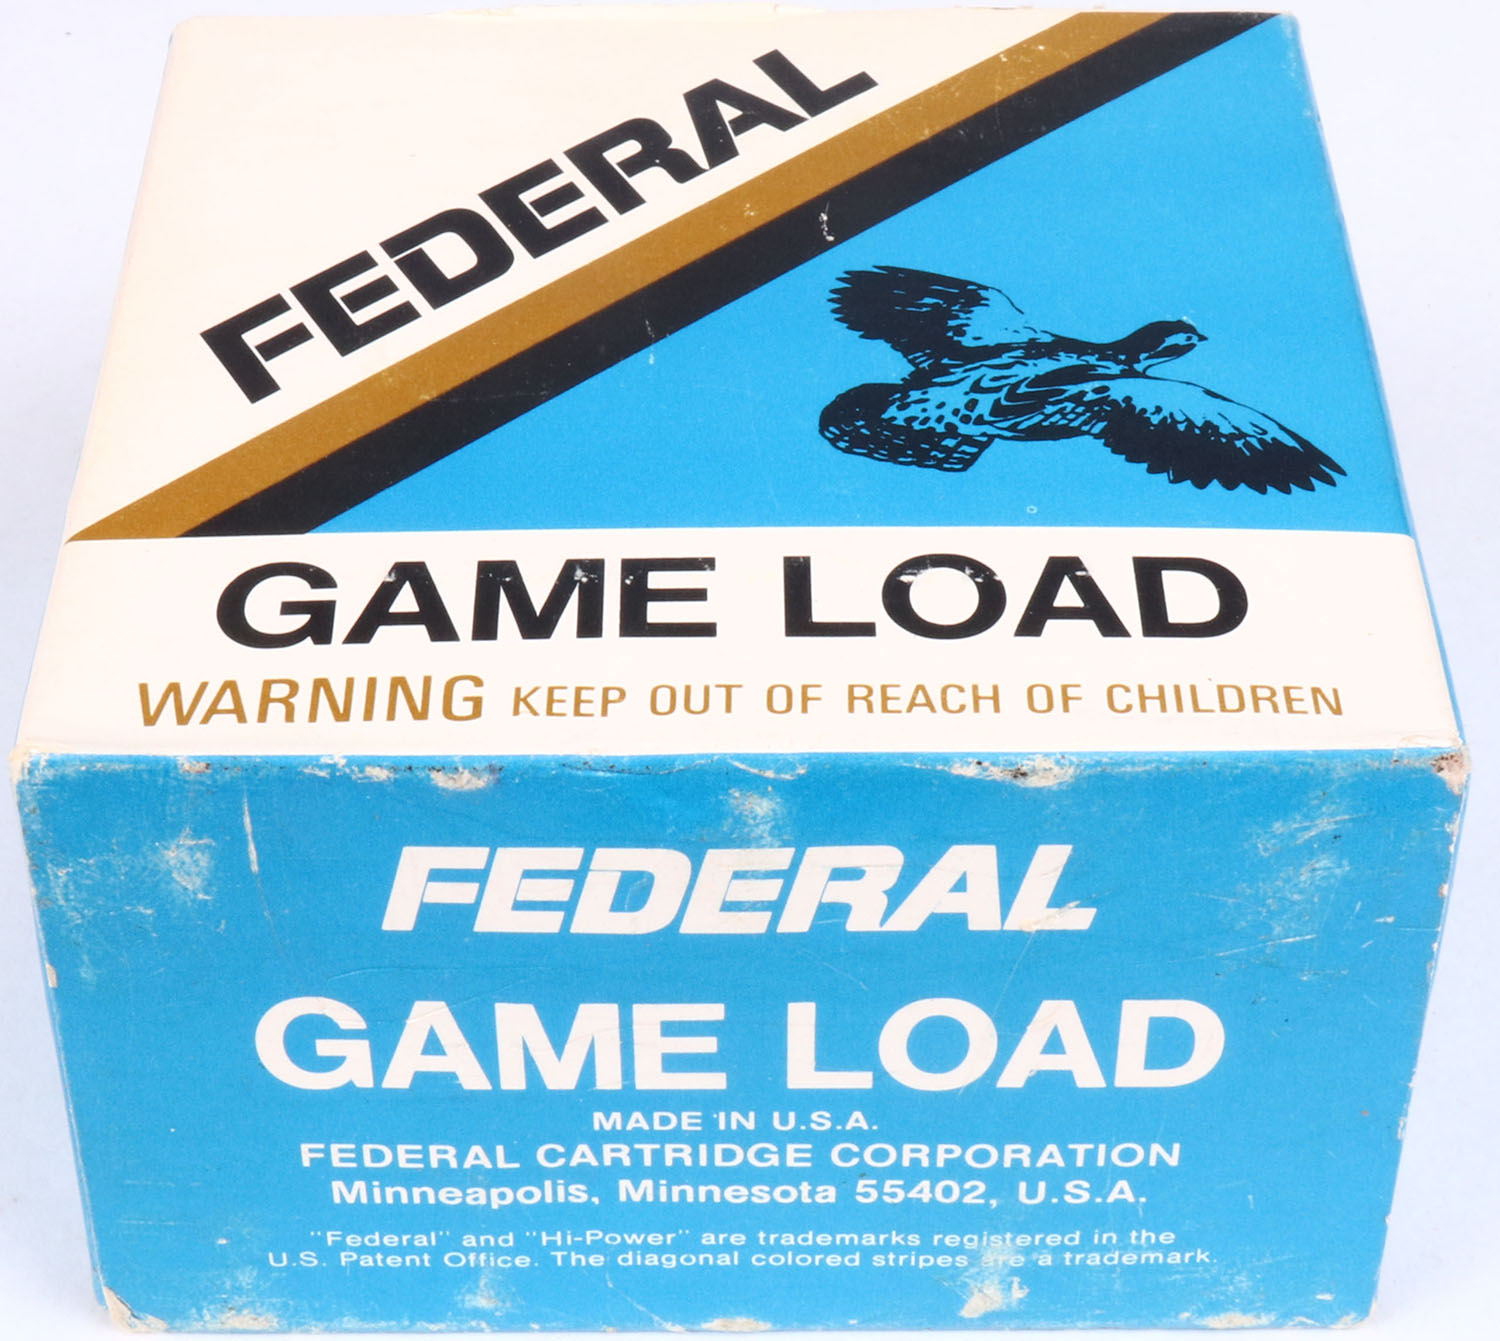 FEDERAL
GAME LOAD
WARNING KEEP OUT OF REACH OF CHILDREN
FEDERAL
GAME LOAD
MADE IN U.S.A.
FEDERAL CARTRIDGE CORPORATION
Minneapolis, Minnesota 55402, U.S.A.
"Federal" and "Hi-Power" are trademarks registered in the
U.S. Patent Office. The diagonal colored stripes are a trademark.